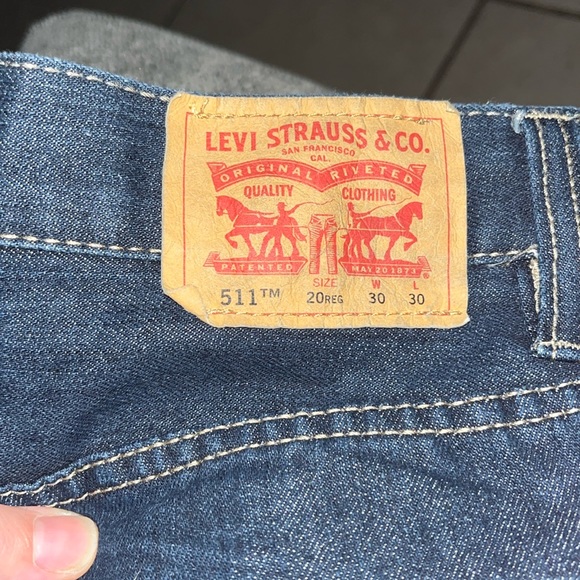 LEVI STRAUSS & CO.
SAN FRANCISCO
CAL.
ORIGINAL RIVETED
QUALITY CLOTHING
PATENTED MAY 20 1873
SIZE W L
511™ 20REG 30 30